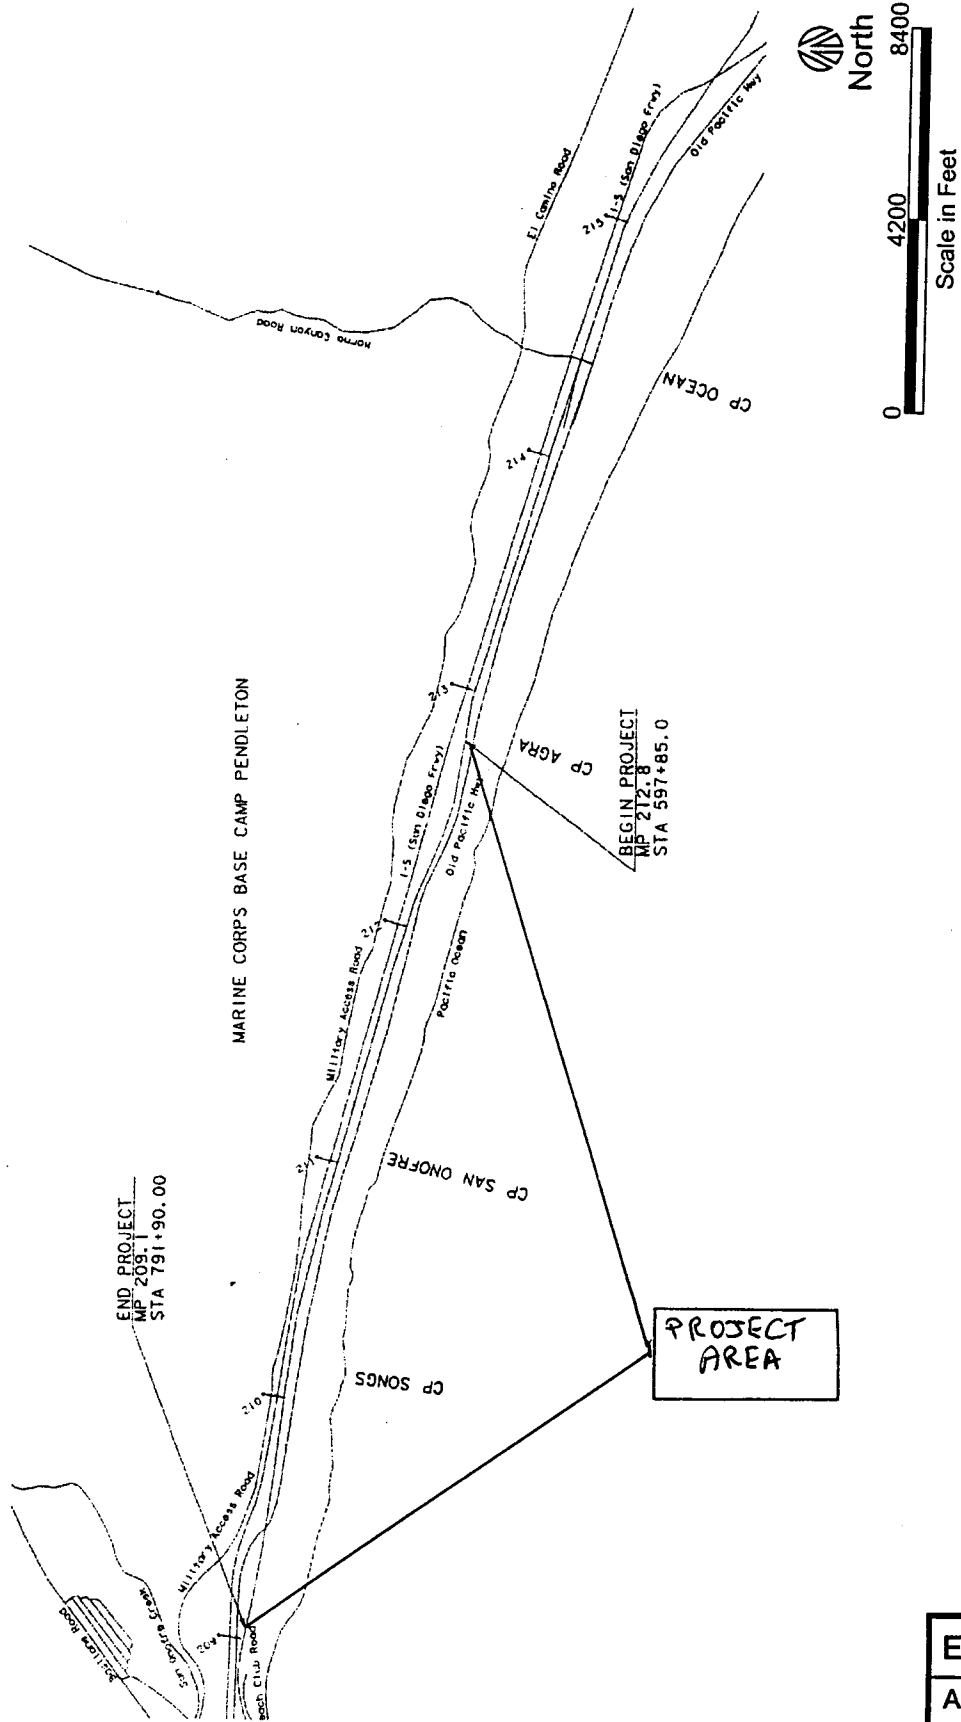 El Camino Road
I-5 (San Diego Frwy)
Old Pacific Hwy
215
North
0 4200 8400
Scale in Feet
Horno Canyon Road
214
CP OCEAN
213
MARINE CORPS BASE CAMP PENDLETON
I-5 (San Diego Frwy)
Old Pacific Hwy
CP AGRA
BEGIN PROJECT
MP 212.8
STA 597+85.0
212
Military Access Road
Pacific Ocean
211
CP SAN ONOFRE
END PROJECT
MP 209.1
STA 791+90.00
210
CP SONGS
PROJECT
AREA
Military Access Road
San Onofre Creek
Basilone Road
209
each Club Road
E
A